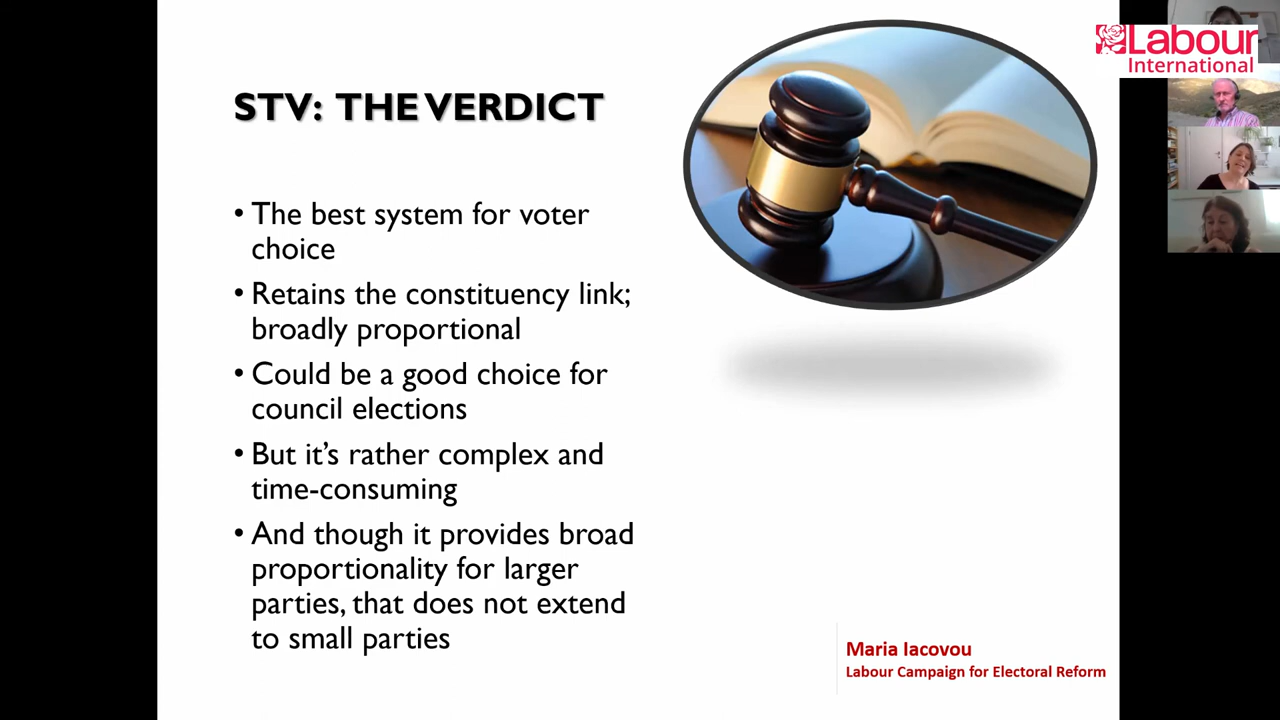 Labour
International
STV: THE VERDICT
• The best system for voter
choice
• Retains the constituency link;
broadly proportional
• Could be a good choice for
council elections
• But it’s rather complex and
time-consuming
• And though it provides broad
proportionality for larger
parties, that does not extend
to small parties
Maria Iacovou
Labour Campaign for Electoral Reform